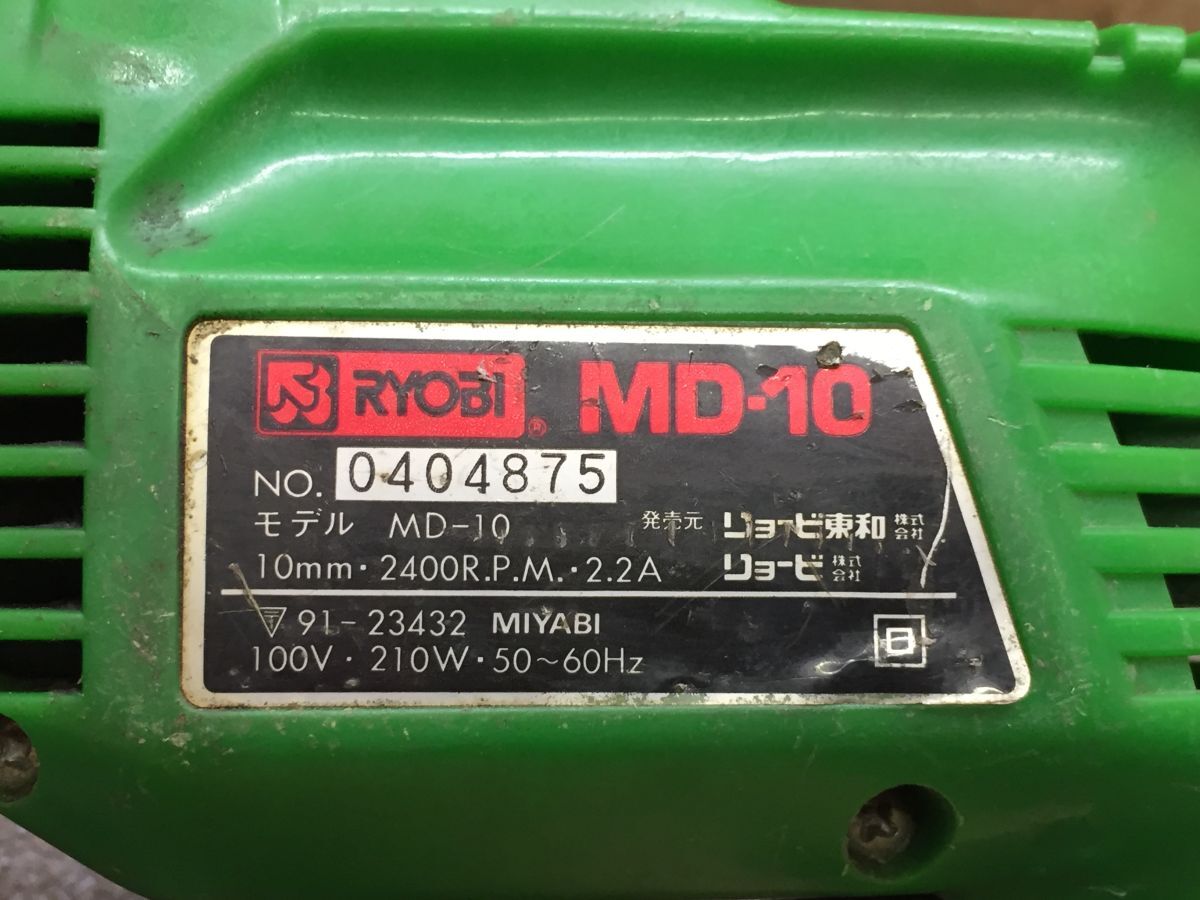 RYOBI ® MD-10
NO. 0404875
モデル MD-10 発売元 リョービ東和株式会社
10mm・2400R.P.M.・2.2A リョービ株式会社
〒 91-23432 MIYABI
100V・210W・50~60Hz